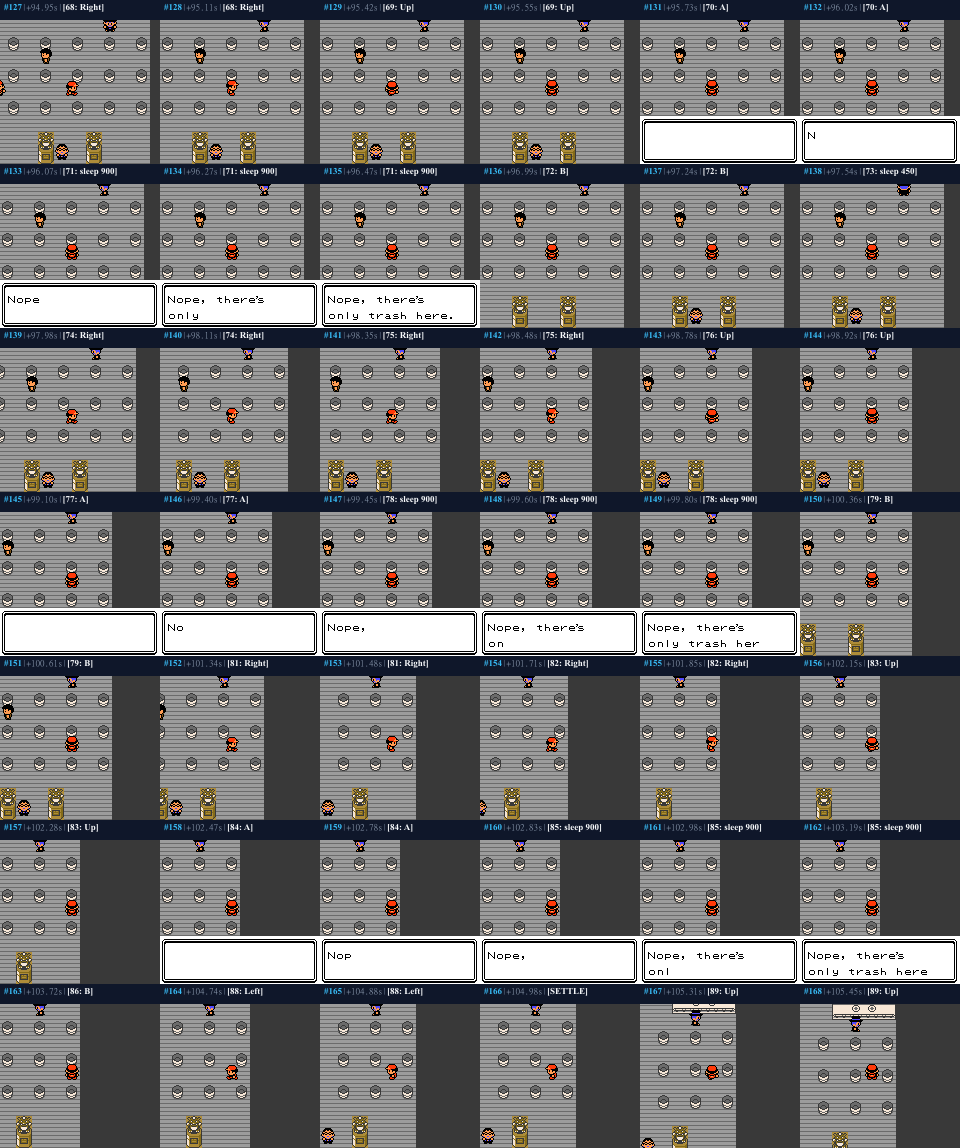 #127 | +94.95s | [68: Right]
#128 | +95.11s | [68: Right]
#129 | +95.42s | [69: Up]
#130 | +95.55s | [69: Up]
#131 | +95.73s | [70: A]
#132 | +96.02s | [70: A]
N
#133 | +96.07s | [71: sleep 900]
#134 | +96.27s | [71: sleep 900]
#135 | +96.47s | [71: sleep 900]
#136 | +96.99s | [72: B]
#137 | +97.24s | [72: B]
#138 | +97.54s | [73: sleep 450]
Nope
Nope, there's
only
Nope, there's
only trash here.
#139 | +97.98s | [74: Right]
#140 | +98.11s | [74: Right]
#141 | +98.35s | [75: Right]
#142 | +98.48s | [75: Right]
#143 | +98.78s | [76: Up]
#144 | +98.92s | [76: Up]
#145 | +99.10s | [77: A]
#146 | +99.40s | [77: A]
#147 | +99.45s | [78: sleep 900]
#148 | +99.60s | [78: sleep 900]
#149 | +99.80s | [78: sleep 900]
#150 | +100.36s | [79: B]
No
Nope,
Nope, there's
on
Nope, there's
only trash her
#151 | +100.61s | [79: B]
#152 | +101.34s | [81: Right]
#153 | +101.48s | [81: Right]
#154 | +101.71s | [82: Right]
#155 | +101.85s | [82: Right]
#156 | +102.15s | [83: Up]
#157 | +102.28s | [83: Up]
#158 | +102.47s | [84: A]
#159 | +102.78s | [84: A]
#160 | +102.83s | [85: sleep 900]
#161 | +102.98s | [85: sleep 900]
#162 | +103.19s | [85: sleep 900]
Nop
Nope,
Nope, there's
onl
Nope, there's
only trash here
#163 | +103.72s | [86: B]
#164 | +104.74s | [88: Left]
#165 | +104.88s | [88: Left]
#166 | +104.98s | [SETTLE]
#167 | +105.31s | [89: Up]
#168 | +105.45s | [89: Up]